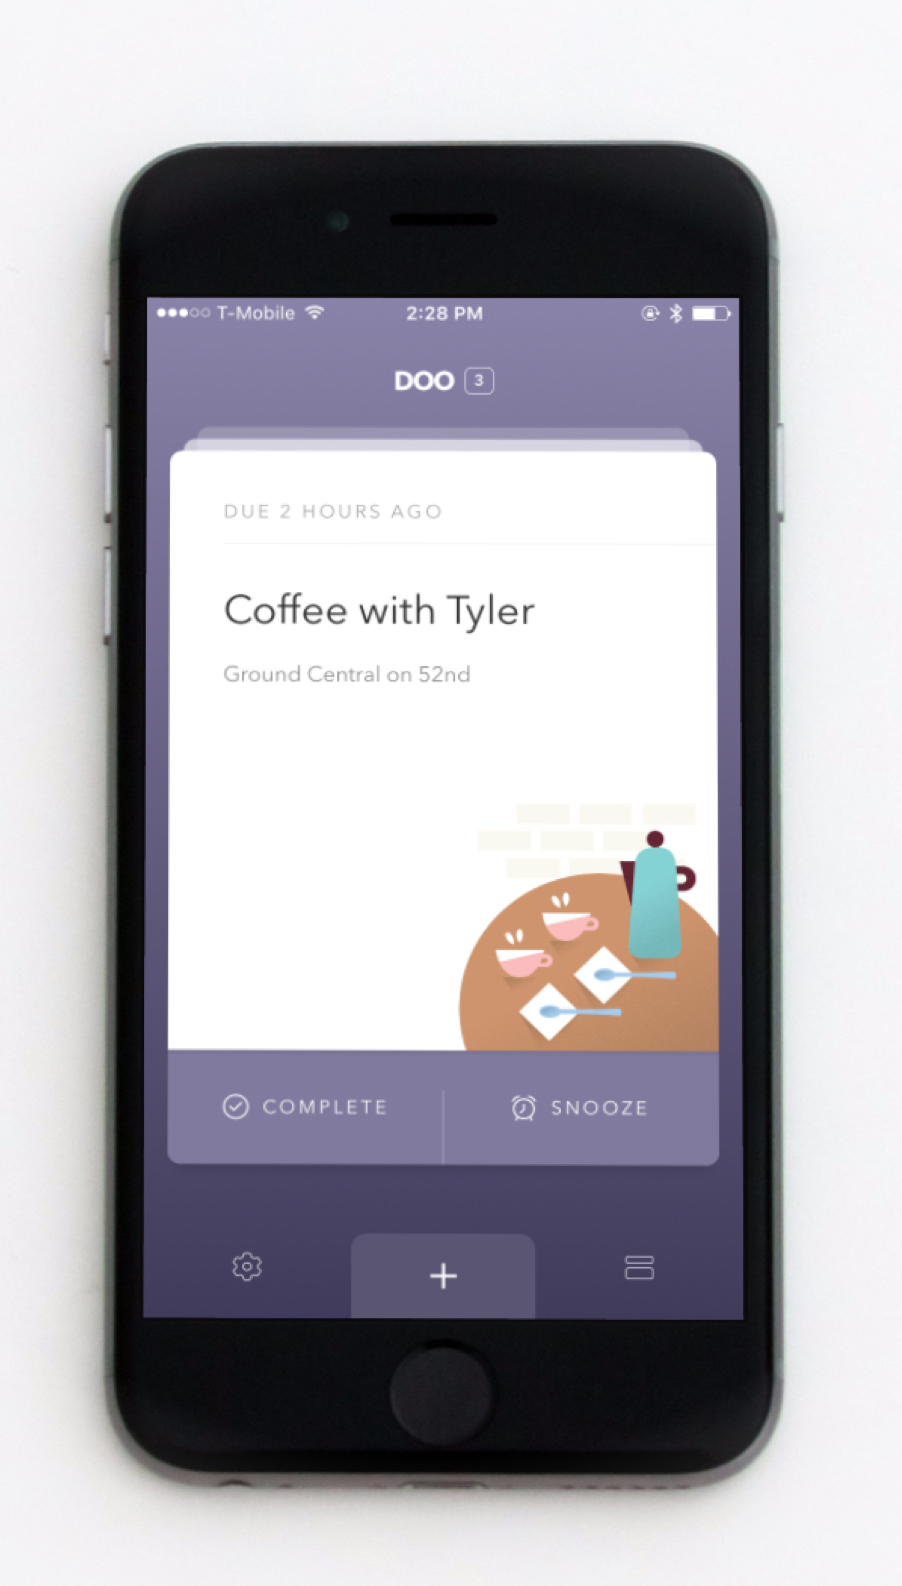 T-Mobile 2:28 PM
DOO 3
DUE 2 HOURS AGO
Coffee with Tyler
Ground Central on 52nd
COMPLETE SNOOZE